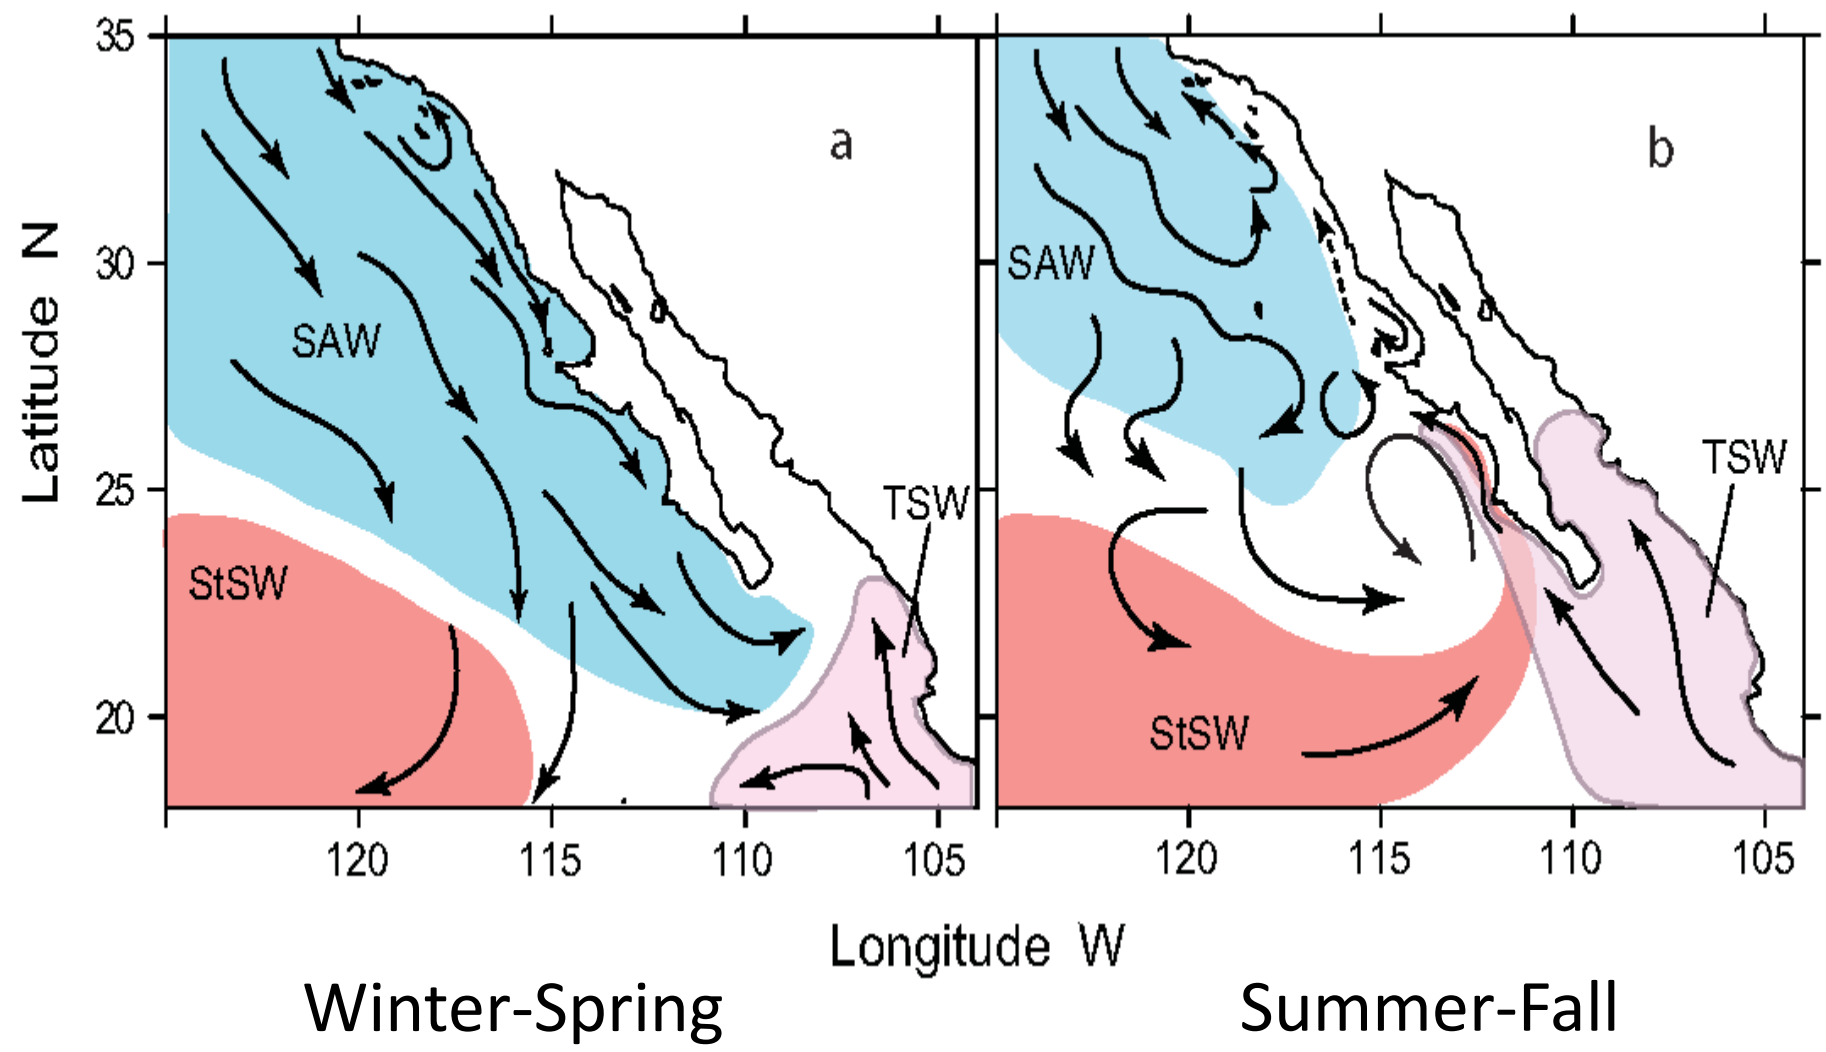 35
30
25
20
Latitude N
a
SAW
StSW
TSW
120 115 110 105
b
SAW
StSW
TSW
120 115 110 105
Longitude W
Winter-Spring
Summer-Fall